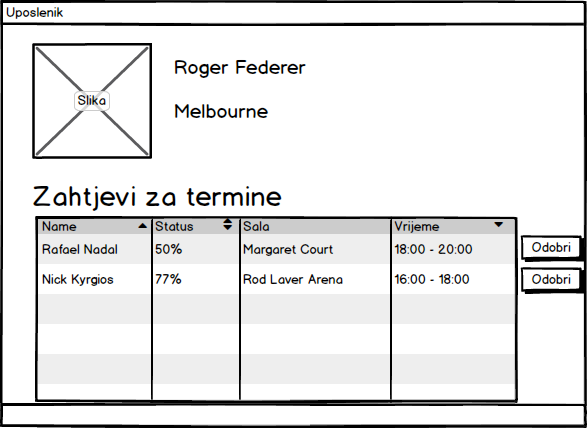 Uposlenik
Slika
Roger Federer
Melbourne
Zahtjevi za termine
Name Status Sala Vrijeme
Rafael Nadal 50% Margaret Court 18:00 - 20:00 Odobri
Nick Kyrgios 77% Rod Laver Arena 16:00 - 18:00 Odobri